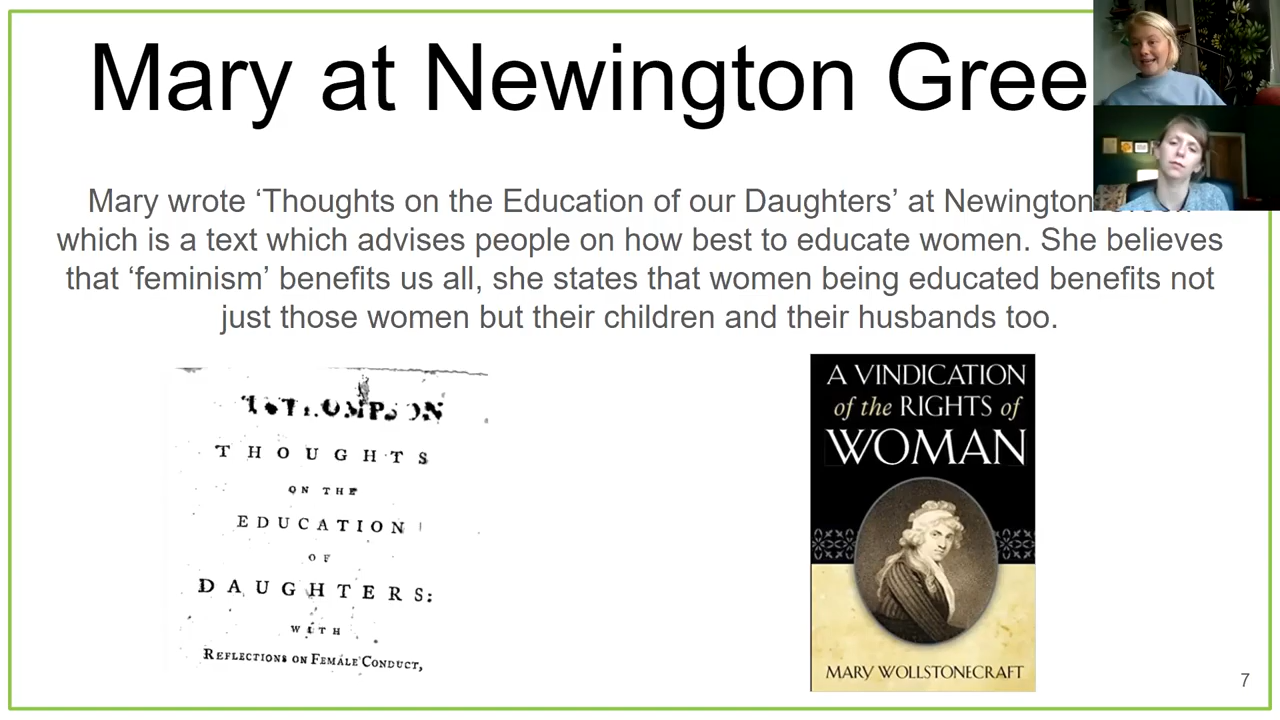 Mary at Newington Gree
Mary wrote ‘Thoughts on the Education of our Daughters’ at Newington
which is a text which advises people on how best to educate women. She believes
that ‘feminism’ benefits us all, she states that women being educated benefits not
just those women but their children and their husbands too.
THOUGHTS
ON THE
EDUCATION
OF
DAUGHTERS:
WITH
REFLECTIONS ON FEMALE CONDUCT,
A VINDICATION
of the RIGHTS of
WOMAN
MARY WOLLSTONECRAFT
7